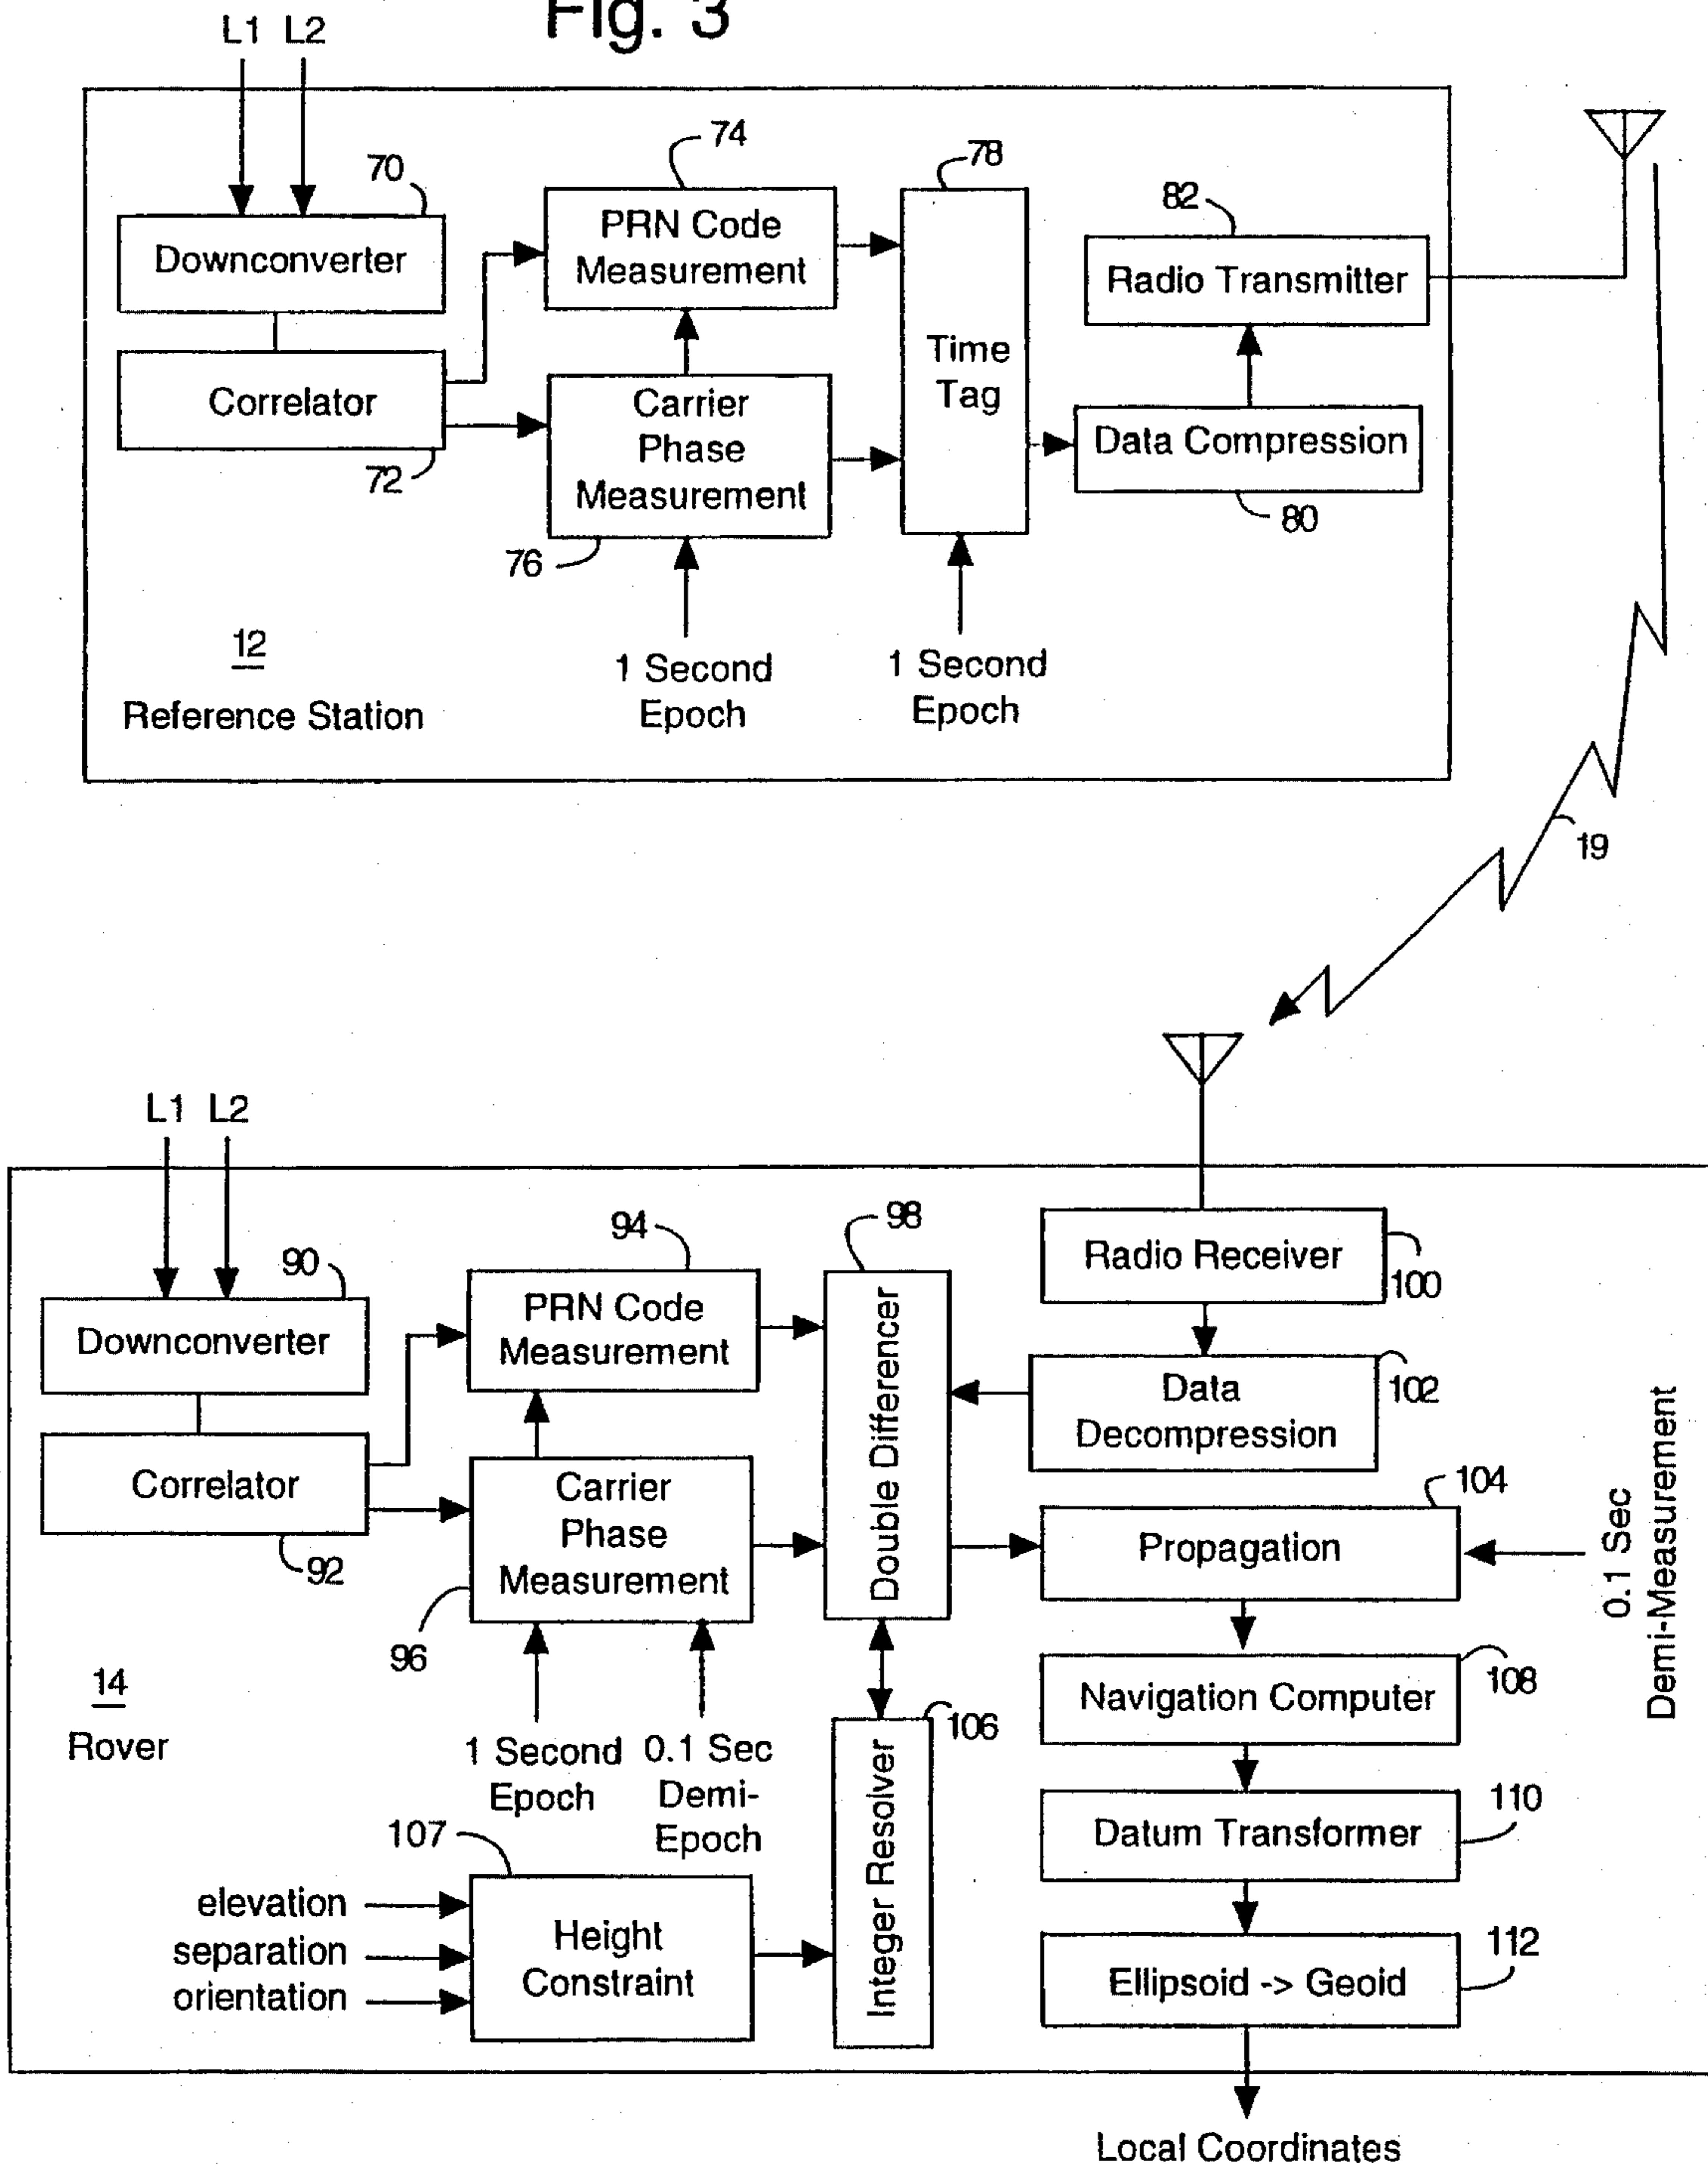 Fig. 3
L1 L2
70
Downconverter
Correlator
72
74
PRN Code
Measurement
Carrier
Phase
Measurement
76
78
Time
Tag
82
Radio Transmitter
Data Compression
80
1 Second
Epoch
1 Second
Epoch
12
Reference Station
19
L1 L2
90
Downconverter
Correlator
92
94
PRN Code
Measurement
Carrier
Phase
Measurement
96
98
Double Differencer
Radio Receiver
100
Data
Decompression
102
104
Propagation
0.1 Sec
Demi-Measurement
Navigation Computer
108
14
Rover
1 Second
Epoch
0.1 Sec
Demi-
Epoch
106
Integer Resolver
107
elevation
separation
orientation
Height
Constraint
Datum Transformer
110
Ellipsoid -> Geoid
112
Local Coordinates